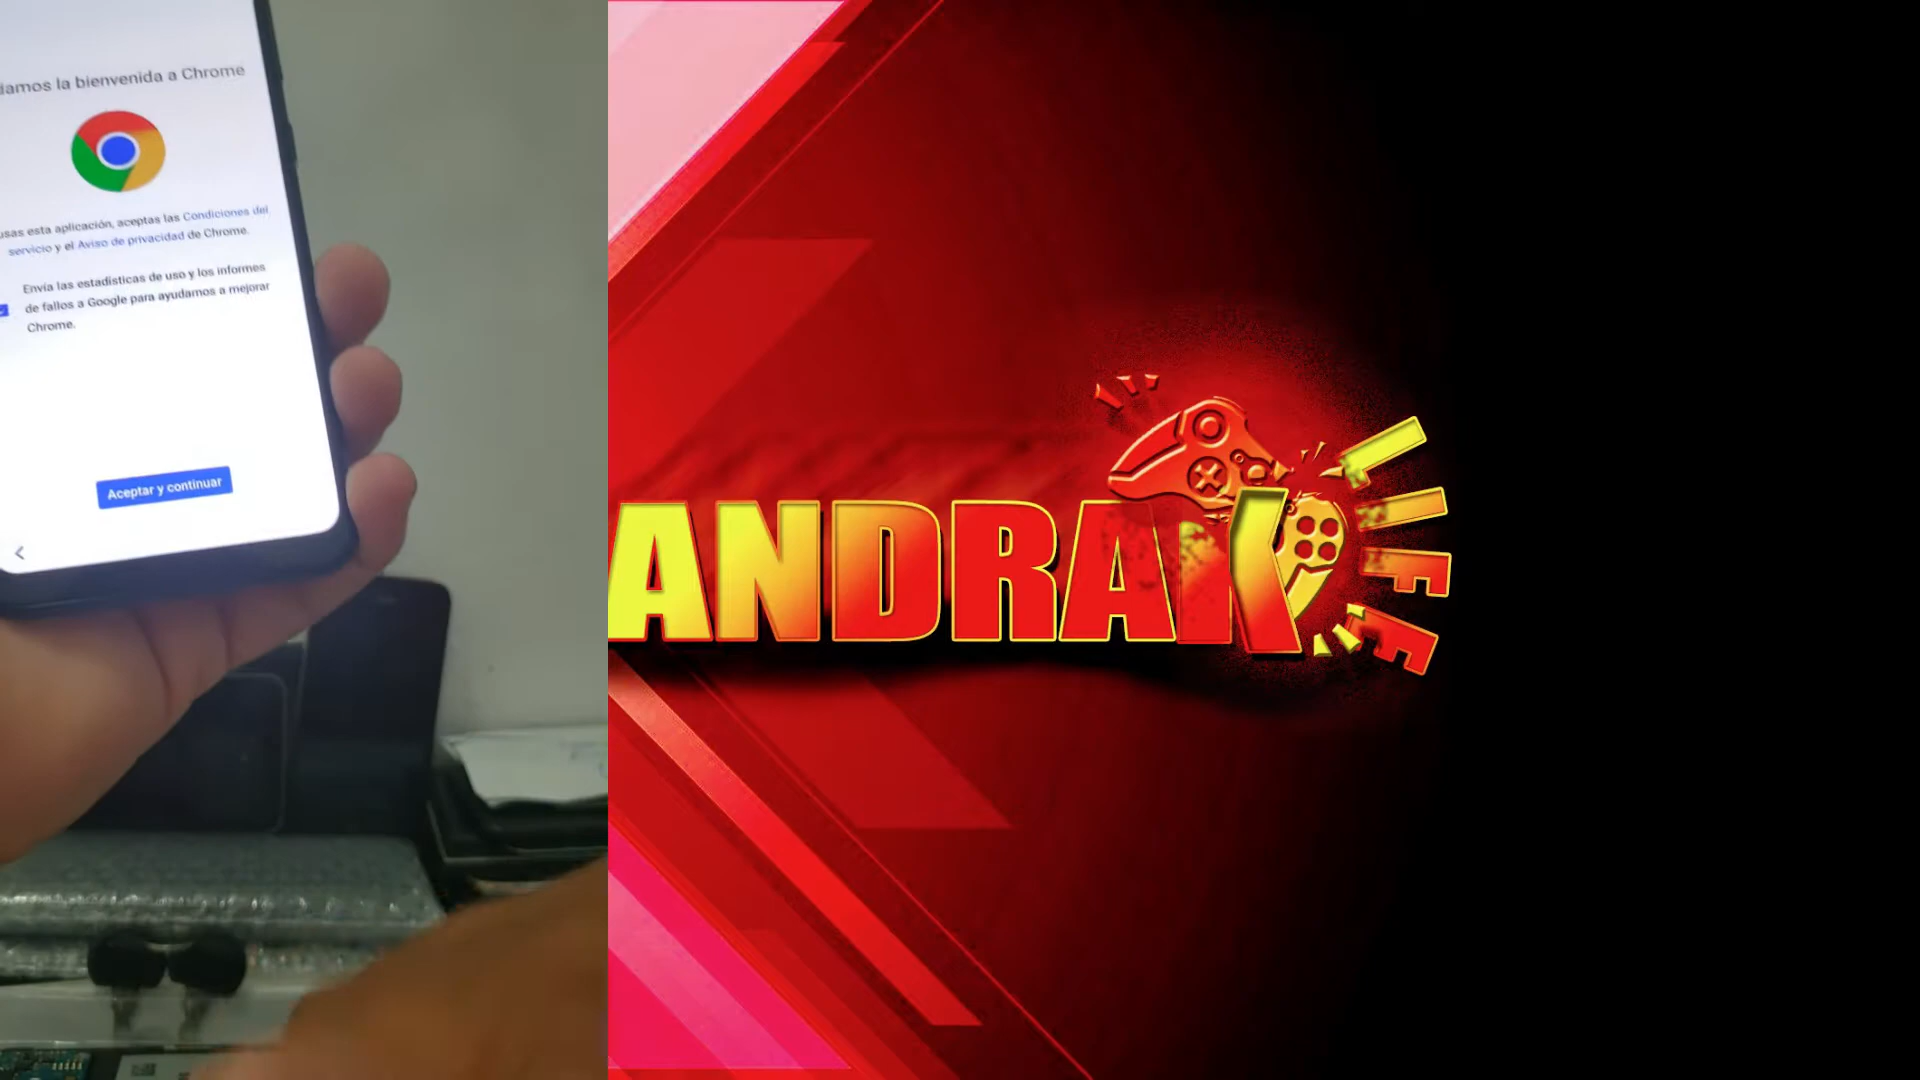 damos la bienvenida a Chrome
usas esta aplicación, aceptas las Condiciones del
servicio y el Aviso de privacidad de Chrome.
Envía las estadísticas de uso y los informes
de fallos a Google para ayudarnos a mejorar
Chrome.
Aceptar y continuar
ANDRAK
LIFE